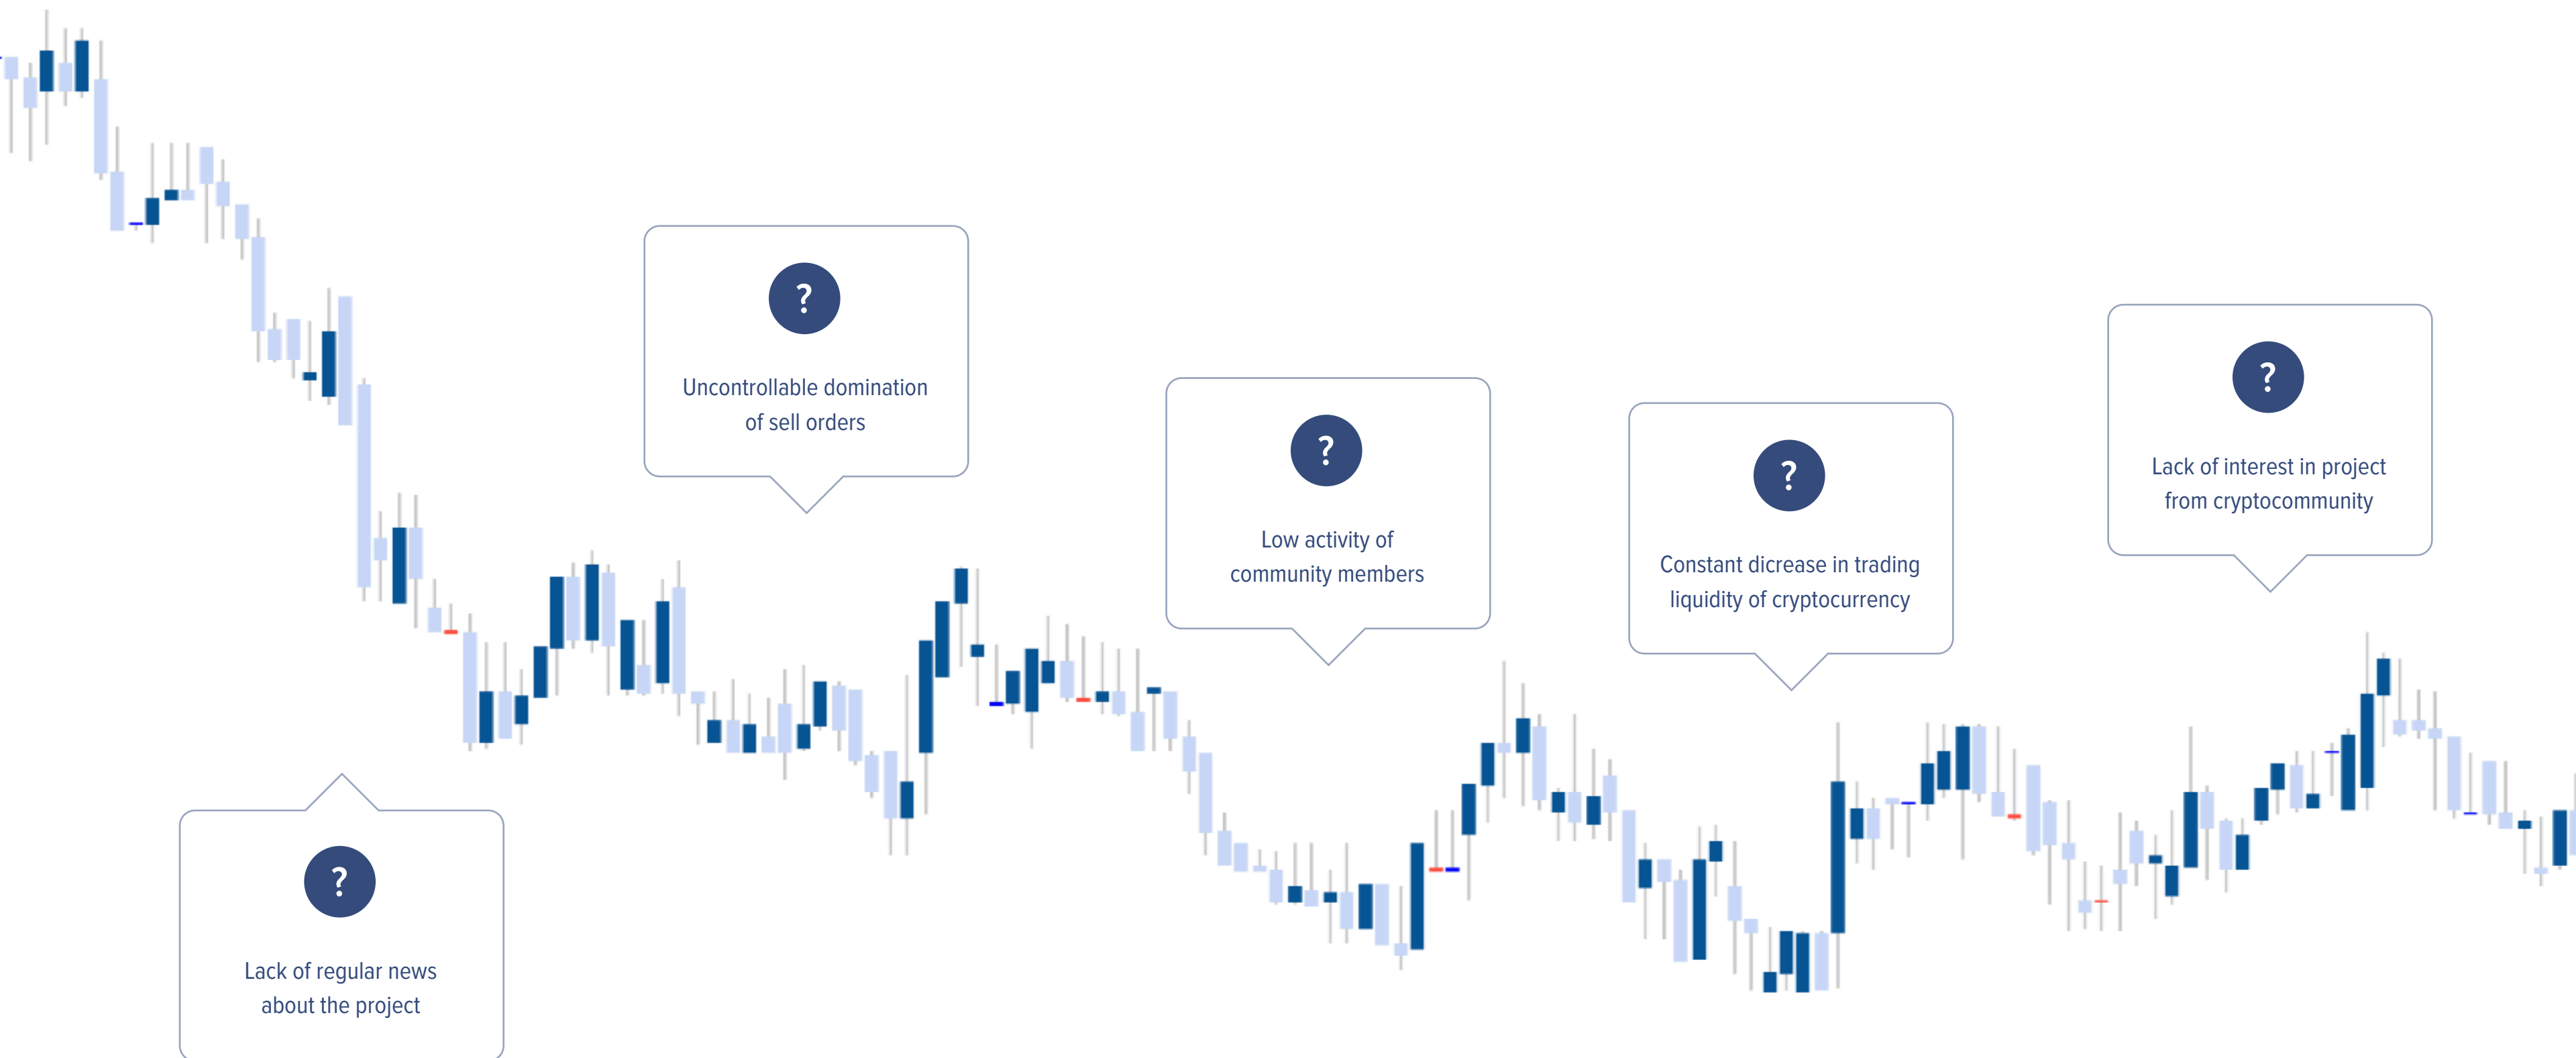 ?
Uncontrollable domination
of sell orders
?
Low activity of
community members
?
Constant dicrease in trading
liquidity of cryptocurrency
?
Lack of interest in project
from cryptocommunity
?
Lack of regular news
about the project